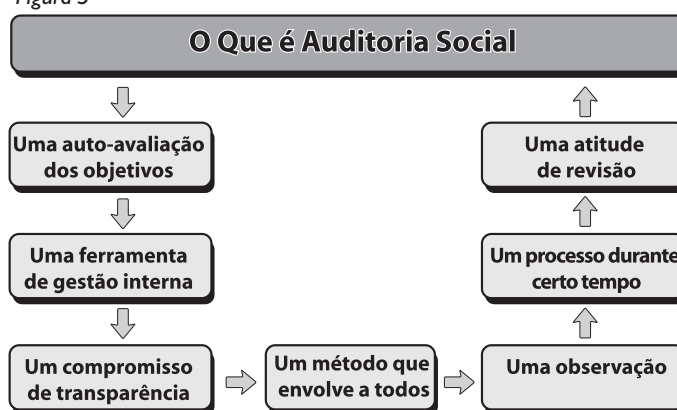 Figura 3
O Que é Auditoria Social
Uma auto-avaliação
dos objetivos
Uma ferramenta
de gestão interna
Um compromisso
de transparência
Um método que
envolve a todos
Uma observação
Um processo durante
certo tempo
Uma atitude
de revisão